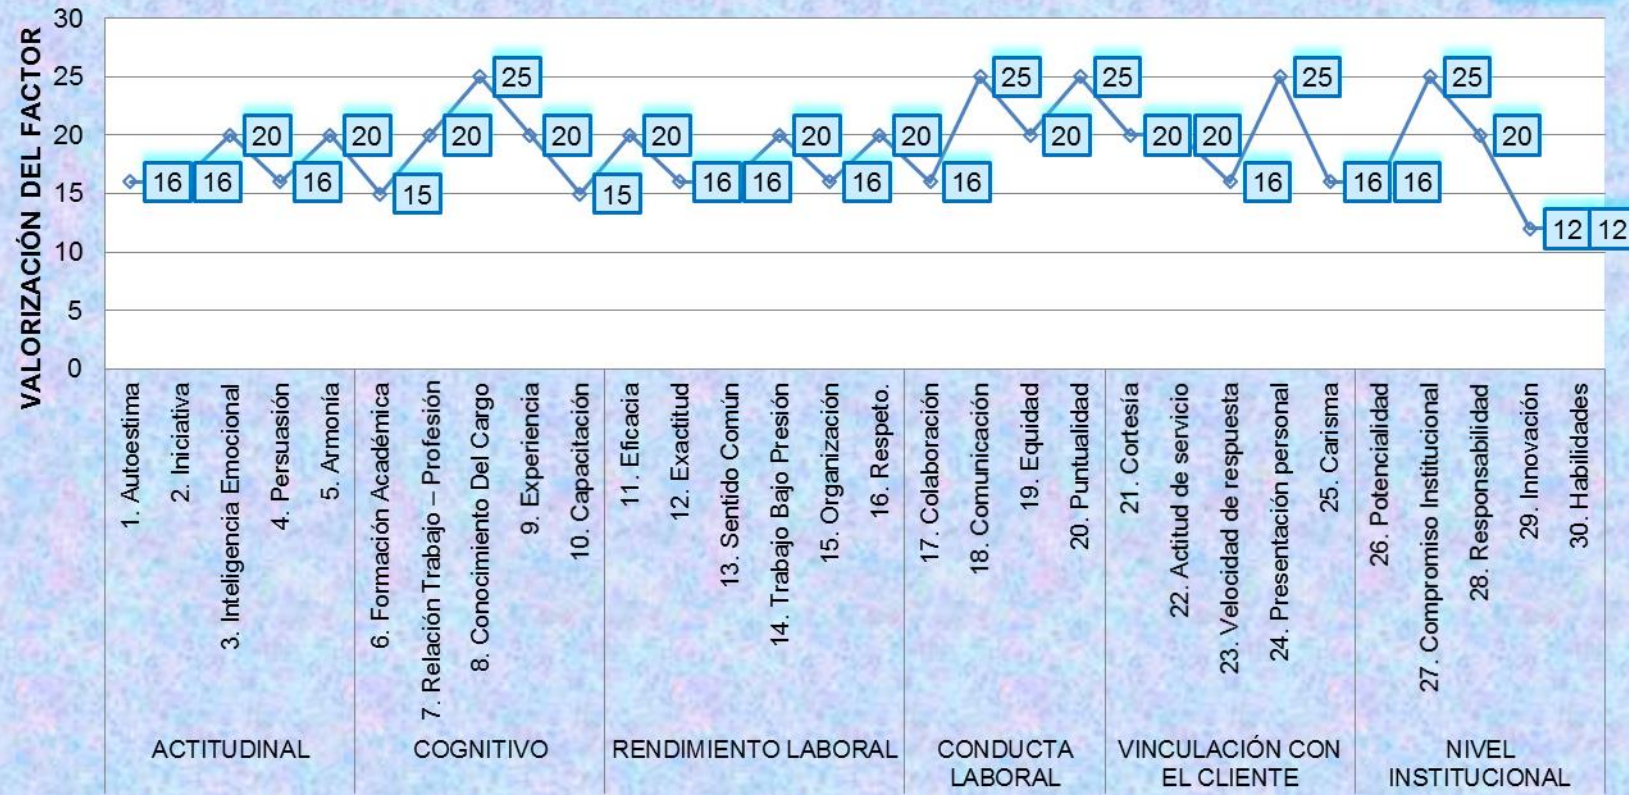 VALORIZACIÓN DEL FACTOR
30
25
20
15
10
5
0
16
16
20
16
20
15
20
25
20
15
20
16
16
20
16
20
16
25
20
25
20
20
16
25
16
16
25
20
12
12
1. Autoestima
2. Iniciativa
3. Inteligencia Emocional
4. Persuasión
5. Armonía
6. Formación Académica
7. Relación Trabajo – Profesión
8. Conocimiento Del Cargo
9. Experiencia
10. Capacitación
11. Eficacia
12. Exactitud
13. Sentido Común
14. Trabajo Bajo Presión
15. Organización
16. Respeto.
17. Colaboración
18. Comunicación
19. Equidad
20. Puntualidad
21. Cortesía
22. Actitud de servicio
23. Velocidad de respuesta
24. Presentación personal
25. Carisma
26. Potencialidad
27. Compromiso Institucional
28. Responsabilidad
29. Innovación
30. Habilidades
ACTITUDINAL
COGNITIVO
RENDIMIENTO LABORAL
CONDUCTA
LABORAL
VINCULACIÓN CON
EL CLIENTE
NIVEL
INSTITUCIONAL